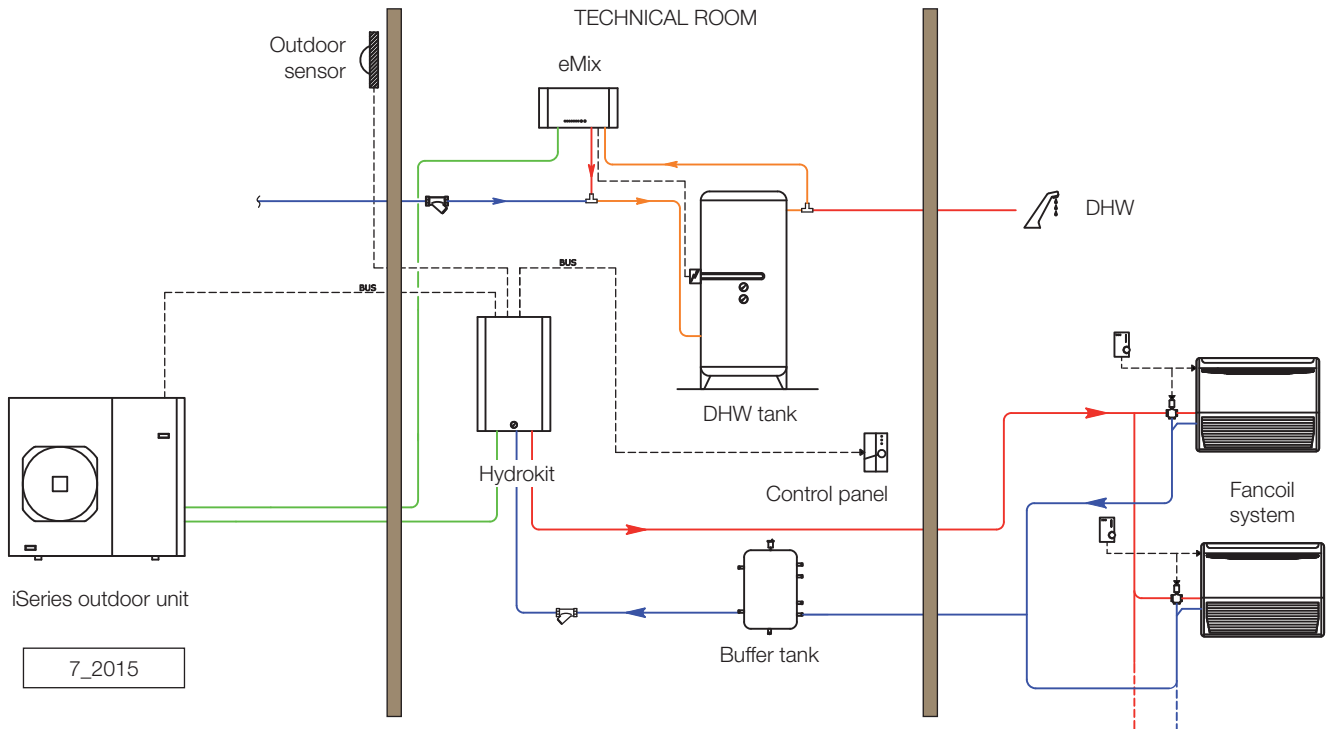 TECHNICAL ROOM
Outdoor
sensor
eMix
DHW
BUS
BUS
DHW tank
Hydrokit
Control panel
Fancoil
system
iSeries outdoor unit
Buffer tank
7_2015